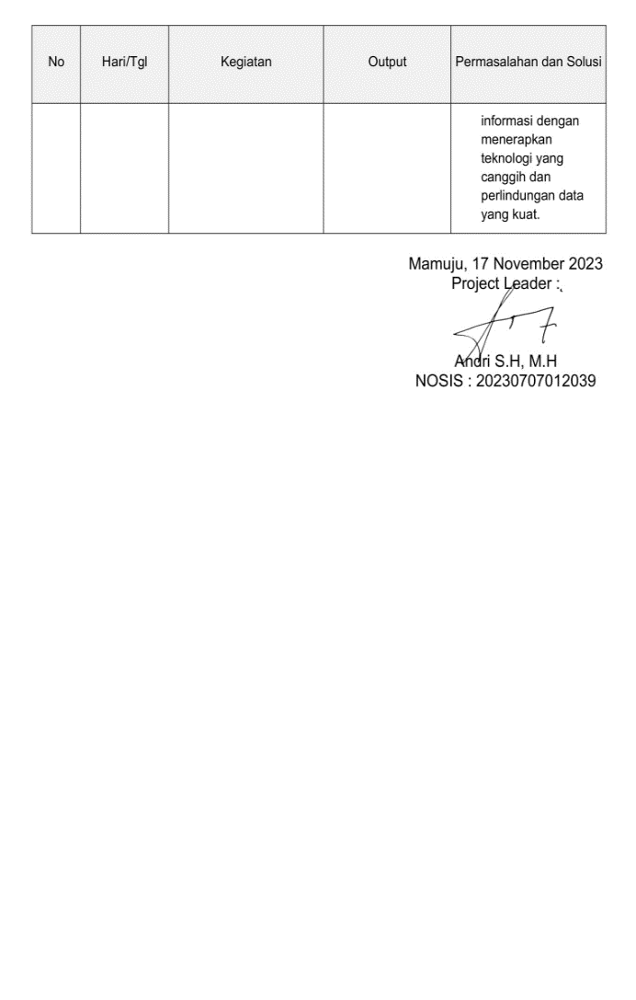 No Hari/Tgl Kegiatan Output Permasalahan dan Solusi
informasi dengan
menerapkan
teknologi yang
canggih dan
perlindungan data
yang kuat.
Mamuju, 17 November 2023
Project Leader :
Andri S.H, M.H
NOSIS : 20230707012039